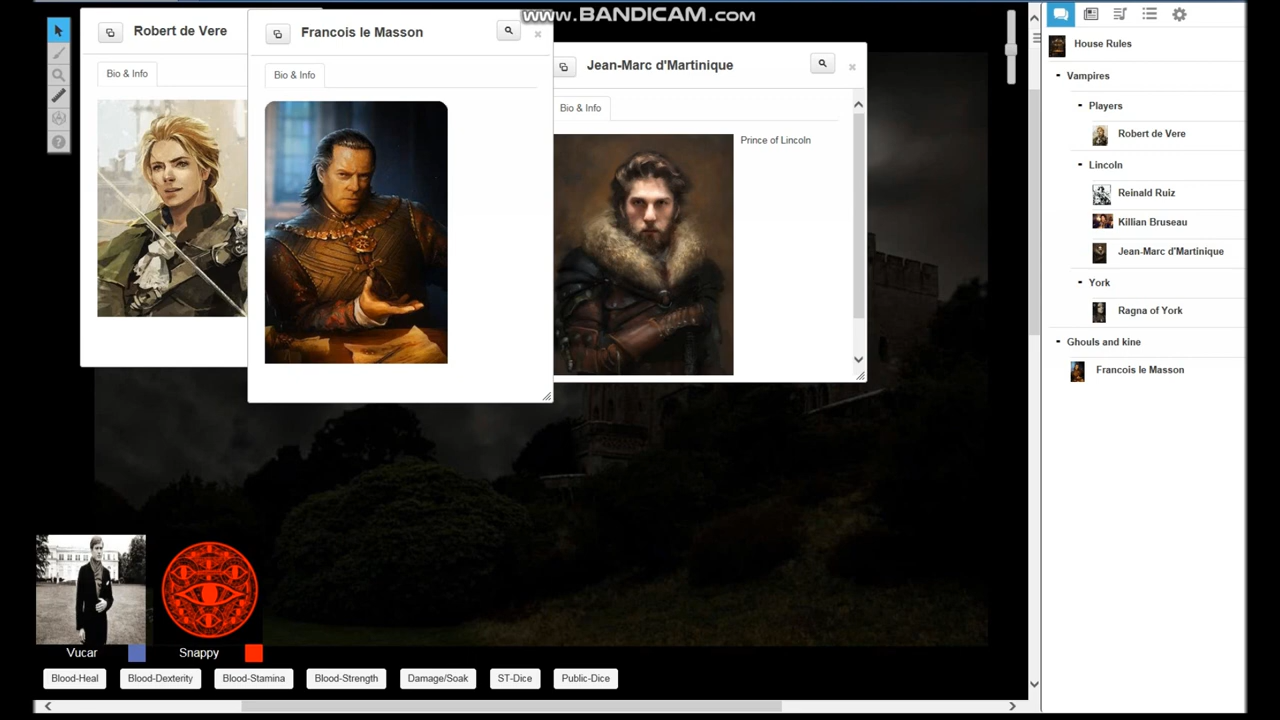 www.BANDICAM.com
Robert de Vere
Bio & Info
Francois le Masson
Bio & Info
Jean-Marc d'Martinique
Bio & Info
Prince of Lincoln
House Rules
Vampires
Players
Robert de Vere
Lincoln
Reinald Ruiz
Killian Bruseau
Jean-Marc d'Martinique
York
Ragna of York
Ghouls and kine
Francois le Masson
Vucar
Snappy
Blood-Heal
Blood-Dexterity
Blood-Stamina
Blood-Strength
Damage/Soak
ST-Dice
Public-Dice